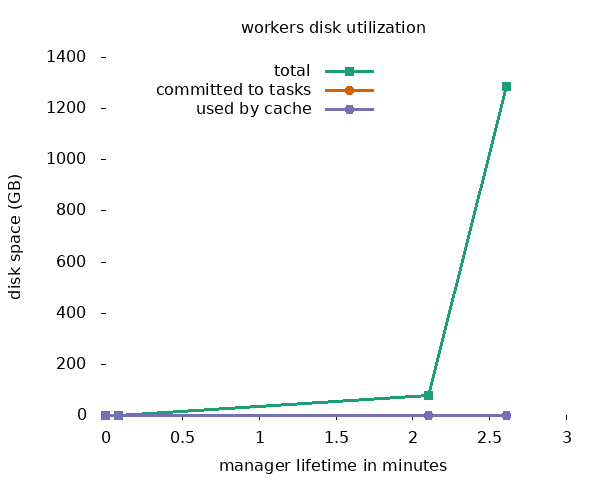 workers disk utilization
total
committed to tasks
used by cache
disk space (GB)
1400
1200
1000
800
600
400
200
0
0 0.5 1 1.5 2 2.5 3
manager lifetime in minutes